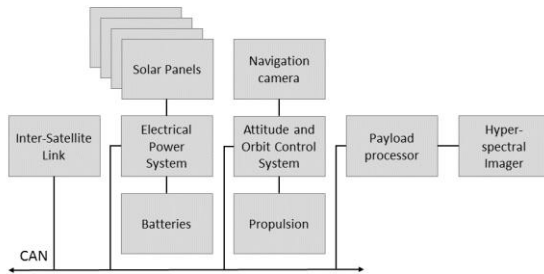 Solar Panels
Navigation
camera
Inter-Satellite
Link
Electrical
Power
System
Attitude and
Orbit Control
System
Payload
processor
Hyper-
spectral
Imager
Batteries
Propulsion
CAN